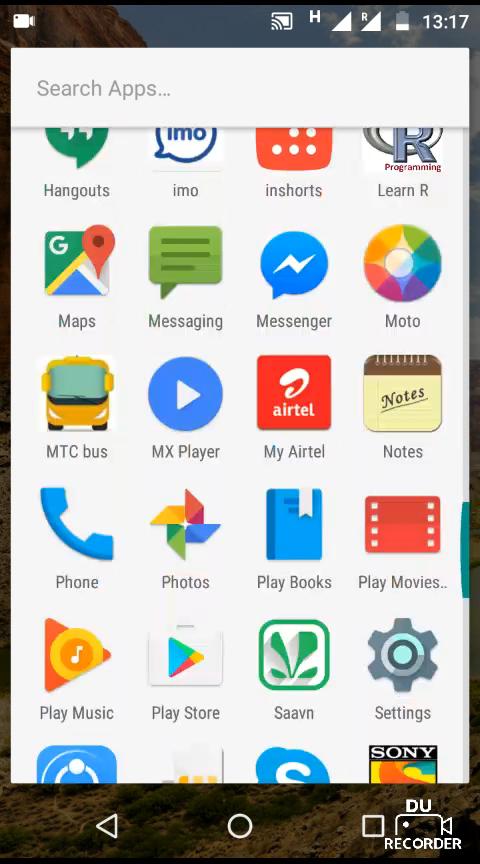 H R 13:17
Search Apps...
imo R
Programming
Hangouts imo inshorts Learn R
G
Maps Messaging Messenger Moto
airtel Notes
MTC bus MX Player My Airtel Notes
Phone Photos Play Books Play Movies..
Play Music Play Store Saavn Settings
S SONY
DU
RECORDER